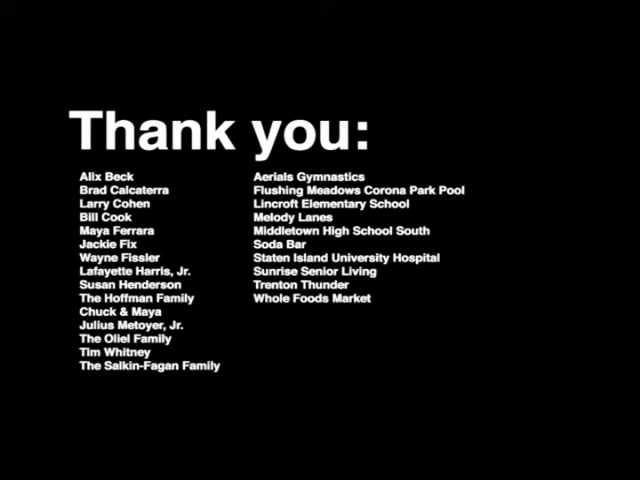 Thank you:
Alix Beck
Brad Calcaterra
Larry Cohen
Bill Cook
Maya Ferrara
Jackie Fix
Wayne Fissler
Lafayette Harris, Jr.
Susan Henderson
The Hoffman Family
Chuck & Maya
Julius Metoyer, Jr.
The Oliel Family
Tim Whitney
The Salkin-Fagan Family
Aerials Gymnastics
Flushing Meadows Corona Park Pool
Lincroft Elementary School
Melody Lanes
Middletown High School South
Soda Bar
Staten Island University Hospital
Sunrise Senior Living
Trenton Thunder
Whole Foods Market